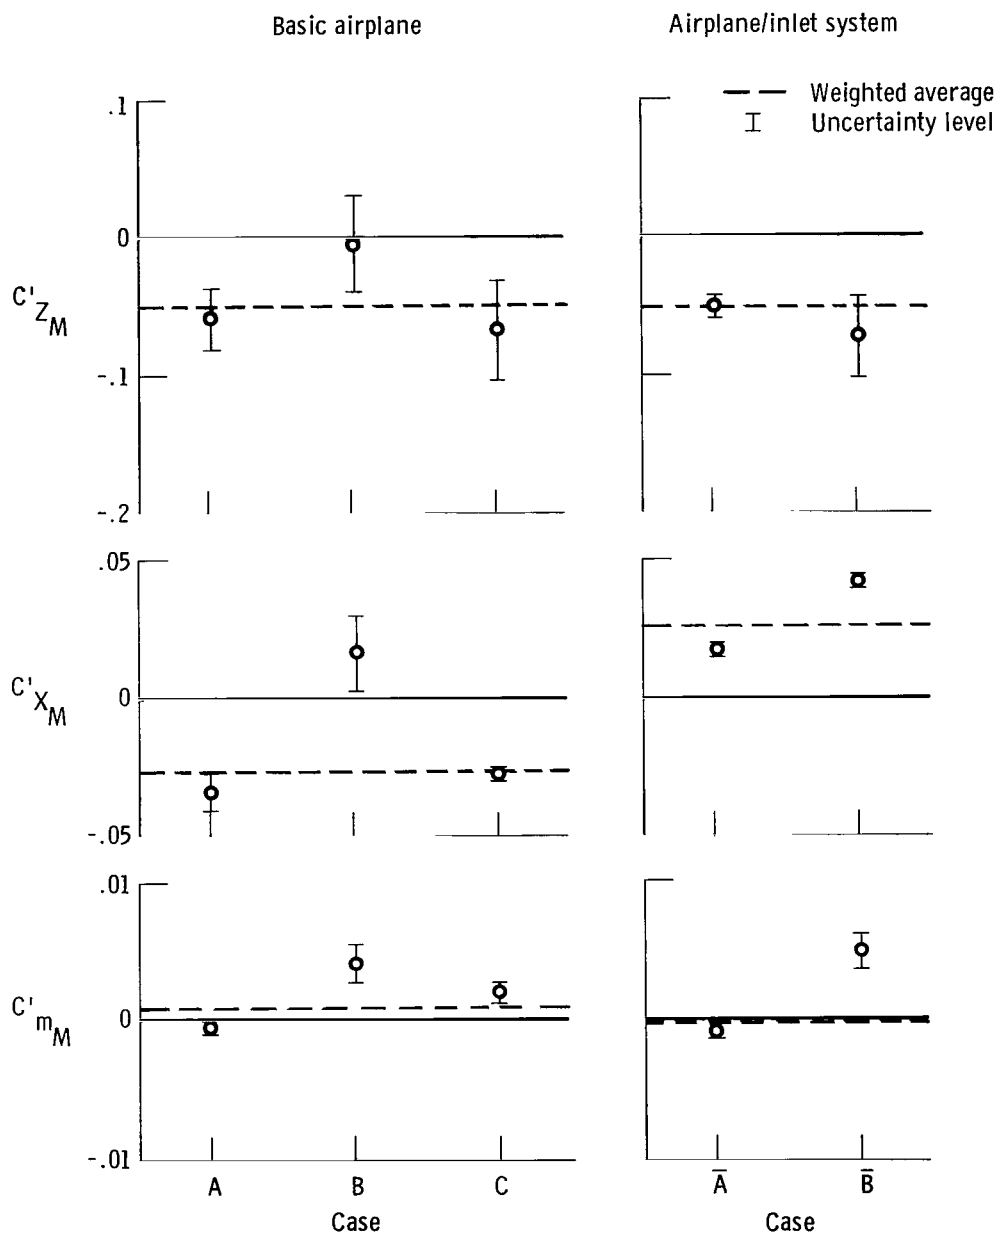 Basic airplane
Airplane/inlet system
Weighted average
Uncertainty level
.1
0
-.1
-.2
C'ZM
.05
0
-.05
C'XM
.01
0
-.01
C'mM
A B C
Case
Ā B̄
Case